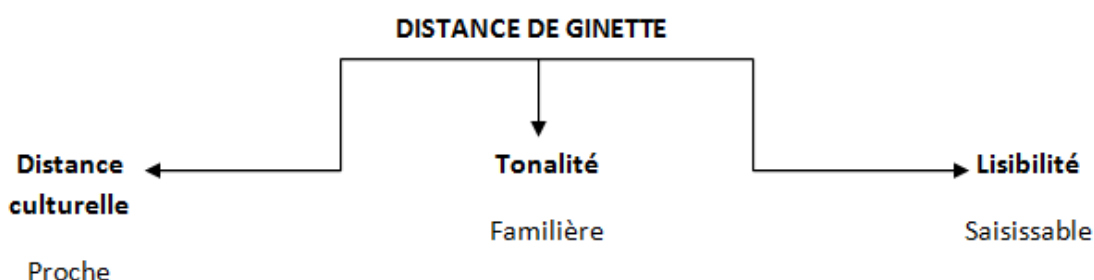 DISTANCE DE GINETTE
Distance
culturelle
Proche
Tonalité
Familière
Lisibilité
Saisissable